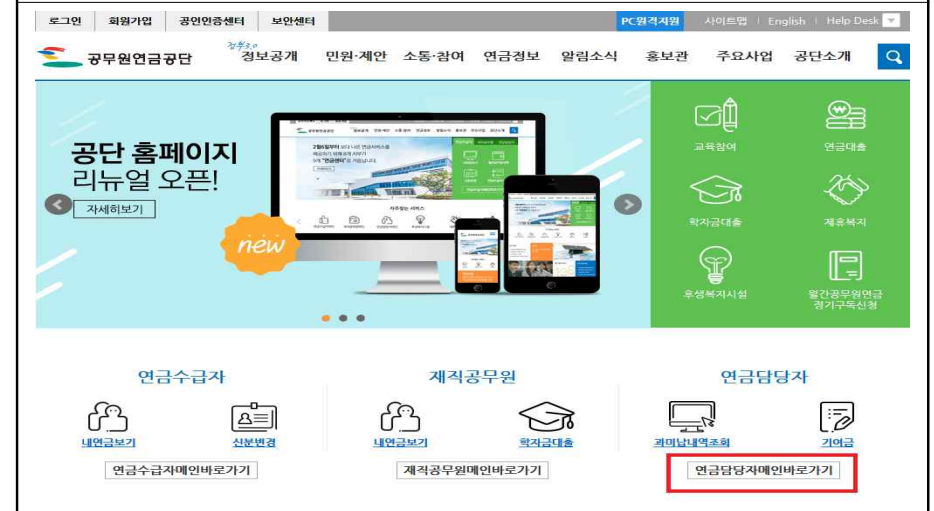 로그인 회원가입 공인인증센터 보안센터 PC원격지원 사이트맵 English Help Desk
공무원연금공단 정부3.0 정보공개 민원·제안 소통·참여 연금정보 알림소식 홍보관 주요사업 공단소개
공단 홈페이지
리뉴얼 오픈!
자세히보기
new
교육참여 연금대출
학자금대출 제휴복지
후생복지시설 월간공무원연금
정기구독신청
연금수급자 재직공무원 연금담당자
내연금보기 신분변경 내연금보기 학자금대출 과미납내역조회 기여금
연금수급자메인바로가기 재직공무원메인바로가기 연금담당자메인바로가기